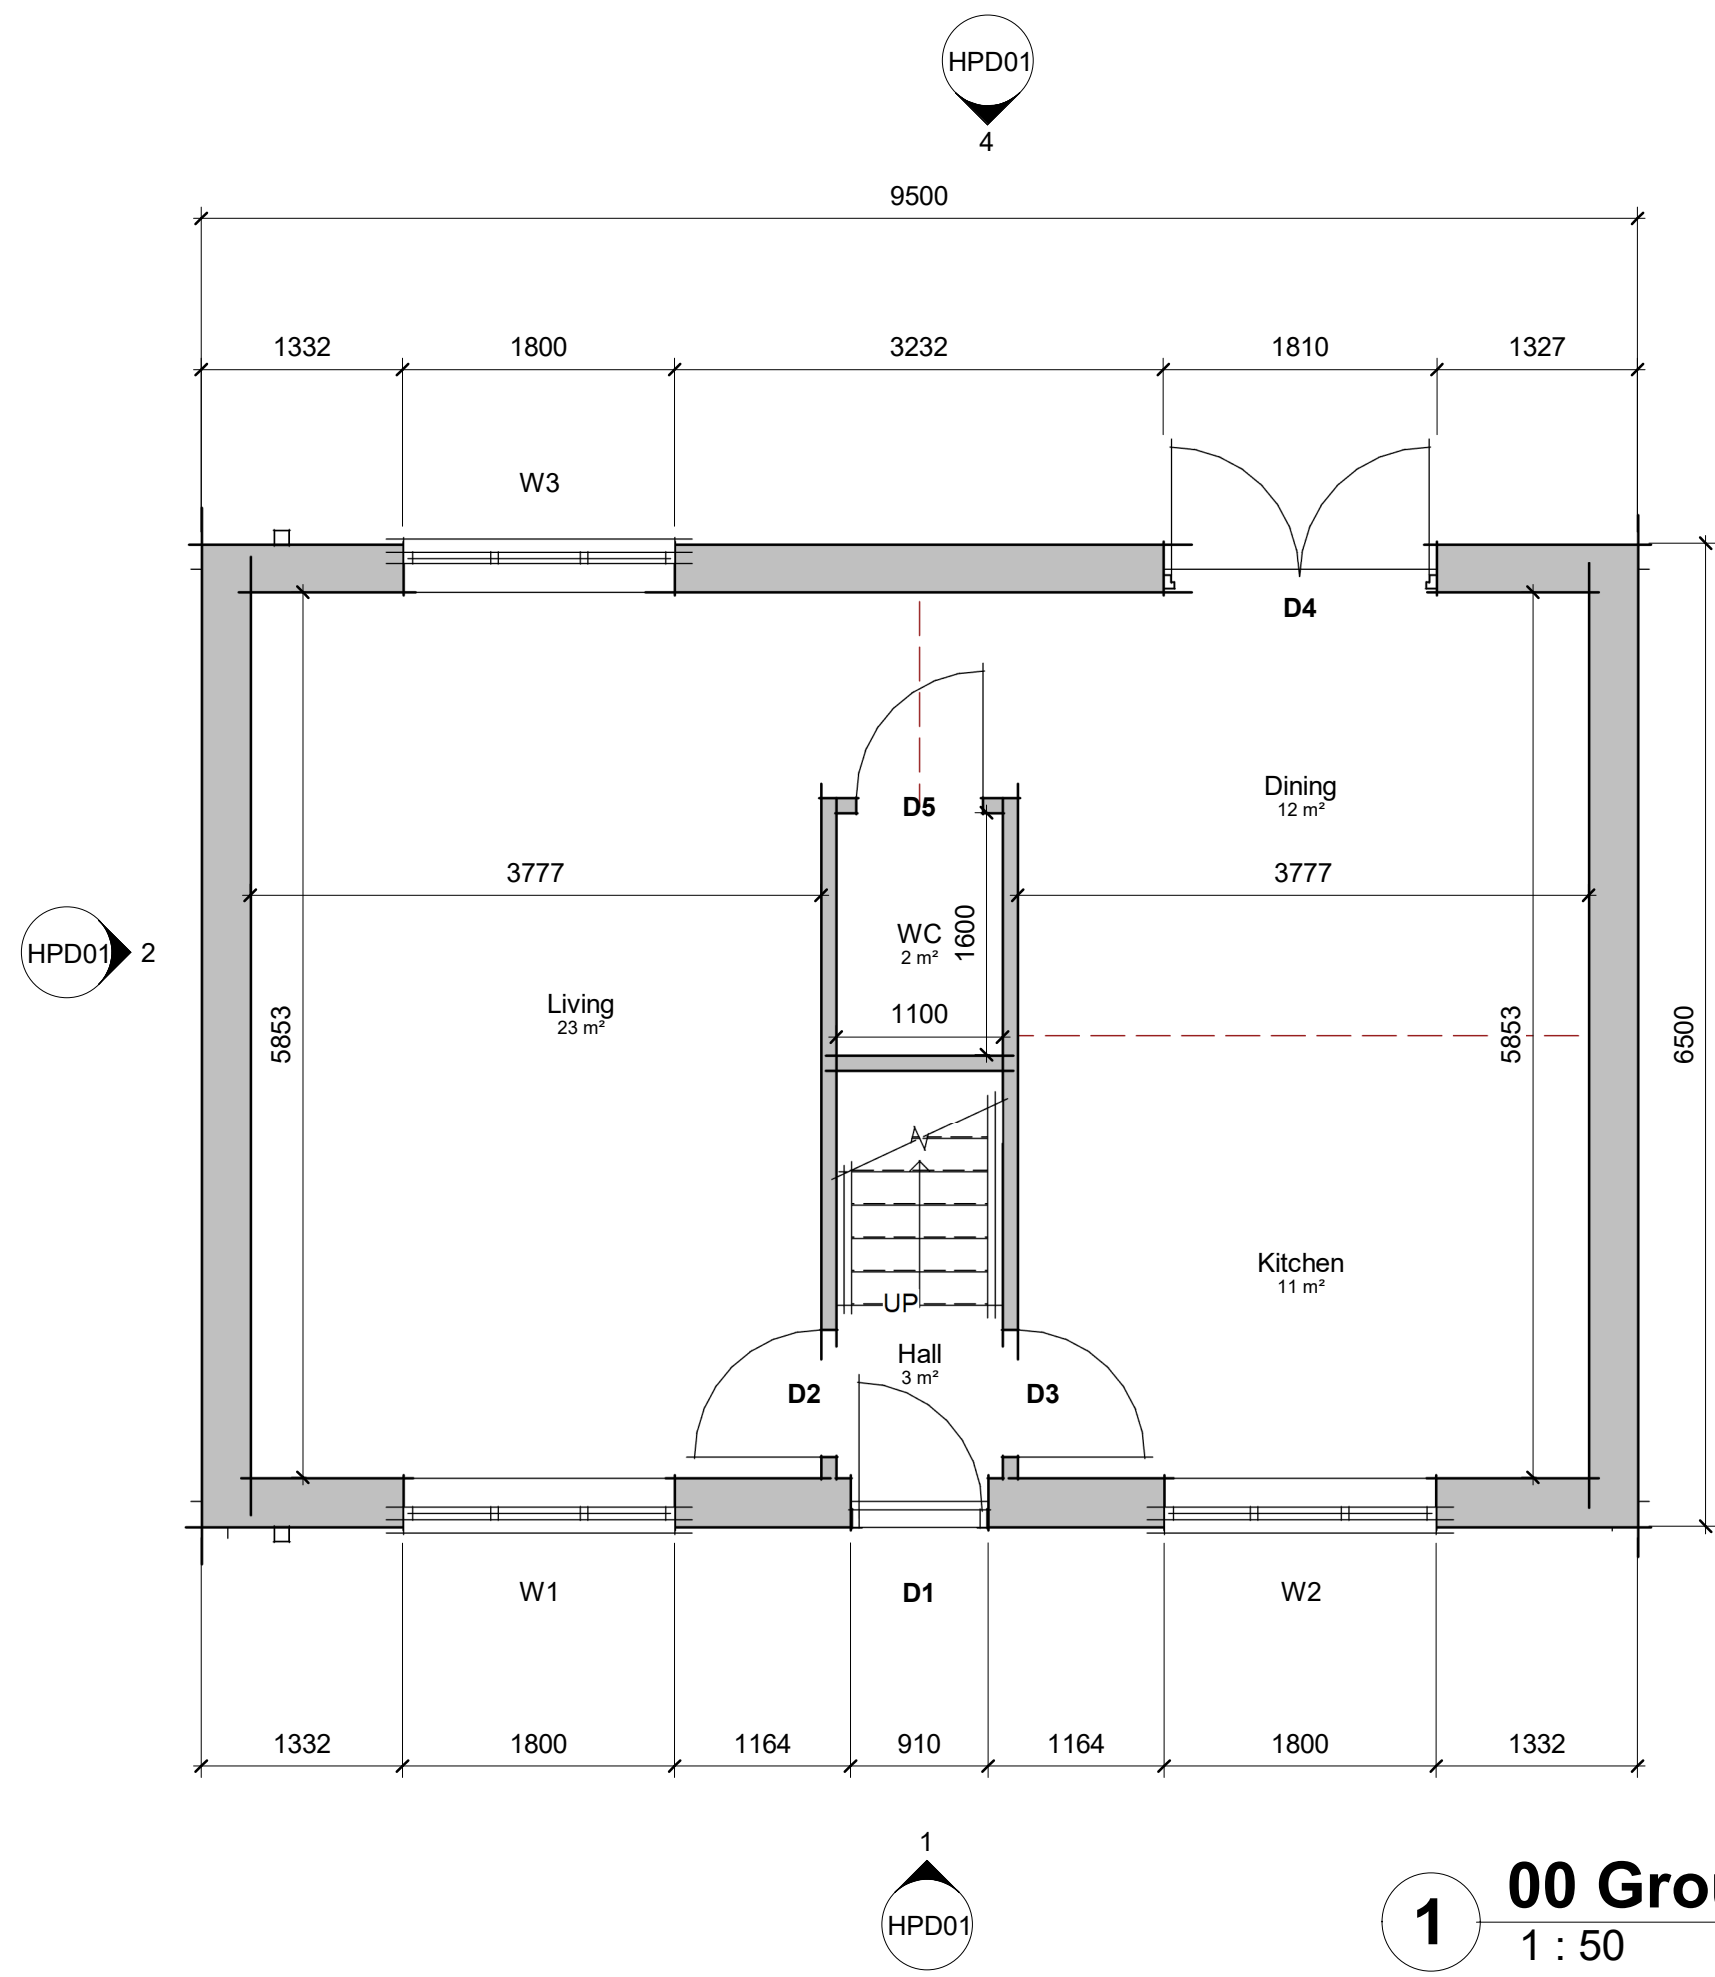 HPD01
4
9500
1332 1800 3232 1810 1327
W3
D4
D5
Dining
12 m²
3777 3777
WC
2 m²
1600
HPD01 2
Living
23 m²
1100
5853 5853 6500
Kitchen
11 m²
UP
Hall
3 m²
D2 D3
W1 D1 W2
1332 1800 1164 910 1164 1800 1332
1
HPD01
1 00
1 : 50